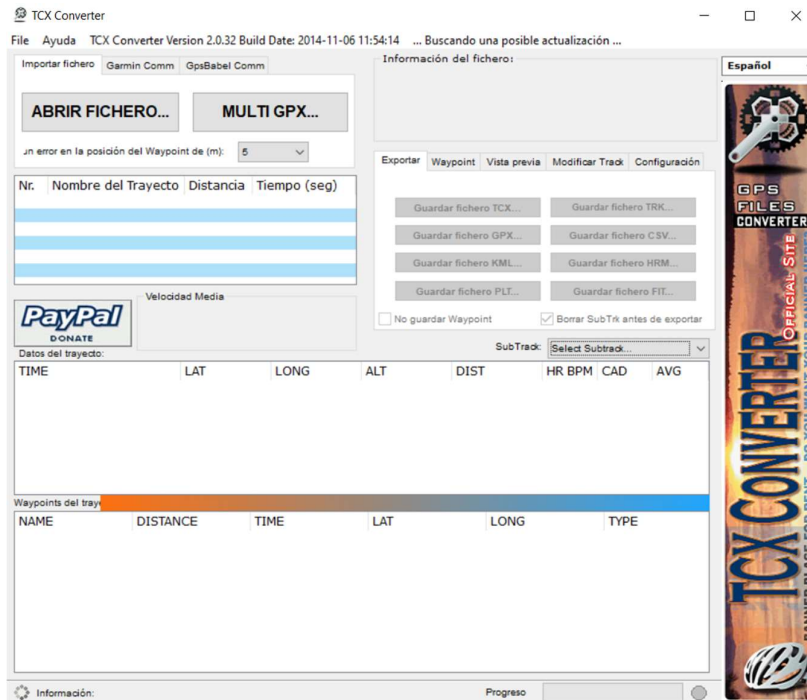 TCX Converter
File Ayuda TCX Converter Version 2.0.32 Build Date: 2014-11-06 11:54:14 ... Buscando una posible actualización ...
Importar fichero Garmin Comm GpsBabel Comm
Información del fichero:
Español
ABRIR FICHERO... MULTI GPX...
un error en la posición del Waypoint de (m): 5
Exportar Waypoint Vista previa Modificar Track Configuración
Nr. Nombre del Trayecto Distancia Tiempo (seg)
Guardar fichero TCX... Guardar fichero TRK...
Guardar fichero GPX... Guardar fichero CSV...
Guardar fichero KML... Guardar fichero HRM...
Guardar fichero PLT... Guardar fichero FIT...
No guardar Waypoint Borrar SubTrk antes de exportar
Velocidad Media
PayPal
DONATE
SubTrack: Select Subtrack...
Datos del trayecto:
TIME LAT LONG ALT DIST HR BPM CAD AVG
Waypoints del traye
NAME DISTANCE TIME LAT LONG TYPE
Información: Progreso
GPS
FILES
CONVERTER
OFFICIAL SITE
TCX CONVERTER